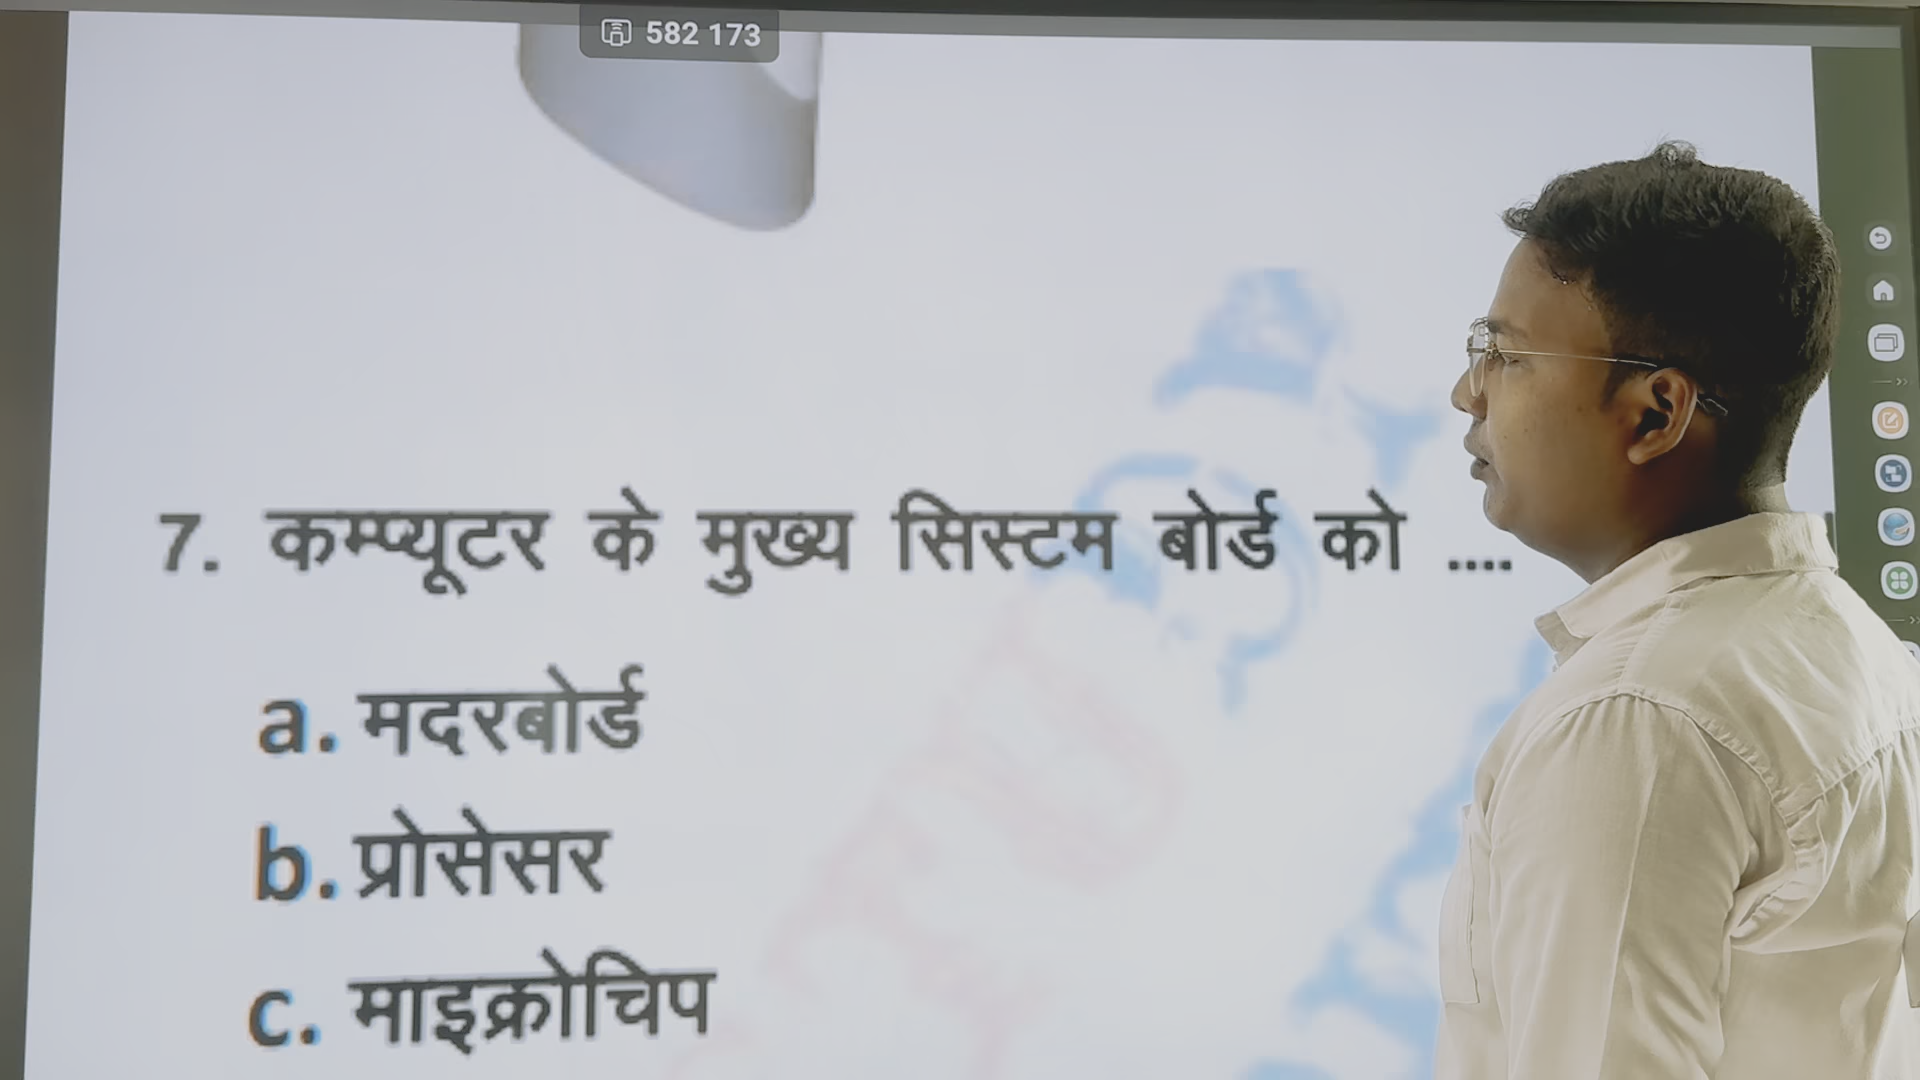 582 173
7. कम्प्यूटर के मुख्य सिस्टम बोर्ड को ....
a. मदरबोर्ड
b. प्रोसेसर
c. माइक्रोचिप